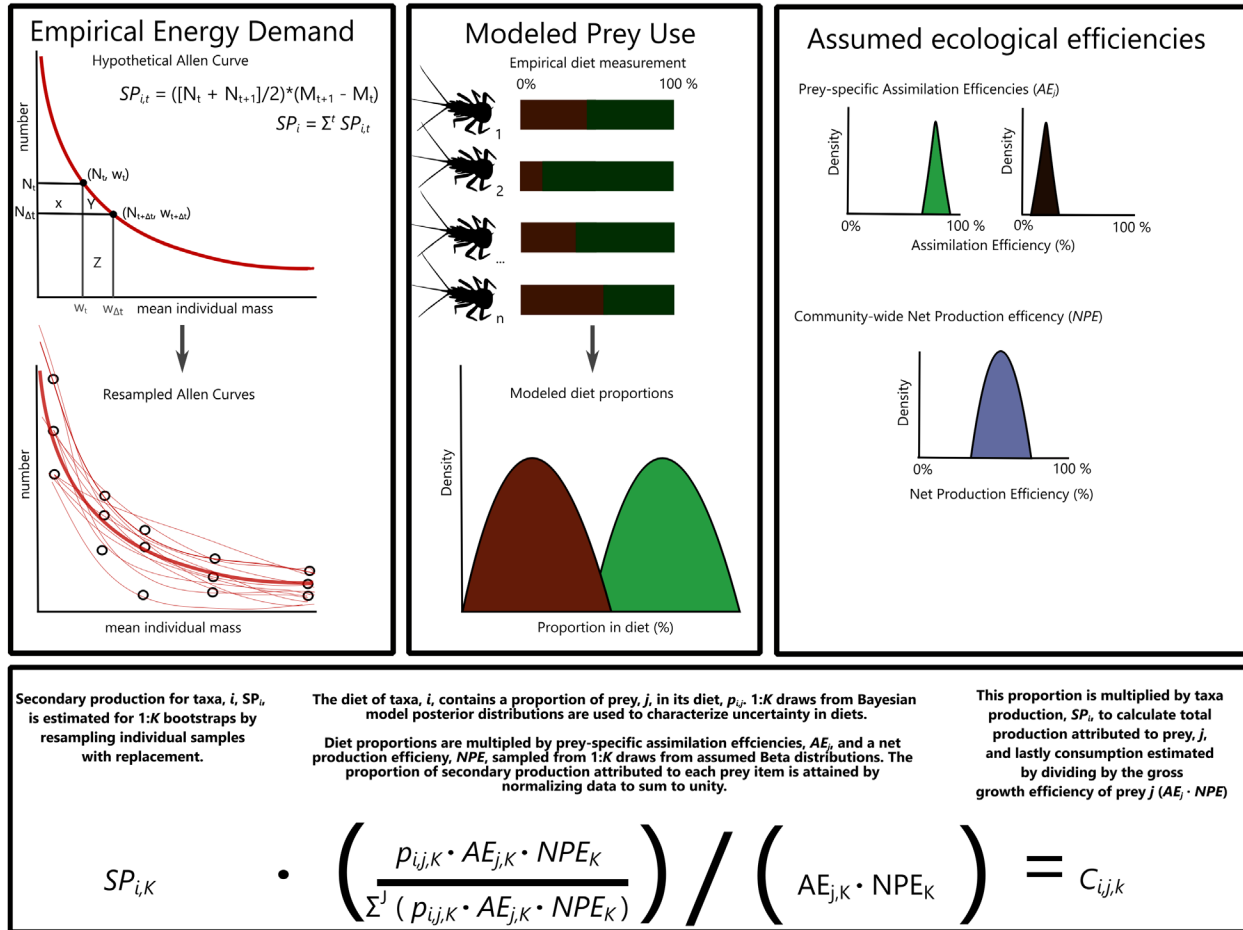 Empirical Energy Demand
Hypothetical Allen Curve
SPi,t = ([Nt + Nt+1]/2)*(Mt+1 - Mt)
SPi = Σt SPi,t
number
(Nt, wt)
Nt
x
Y
(Nt+Δt, wt+Δt)
NΔt
Z
wt
wΔt
mean individual mass
Resampled Allen Curves
number
mean individual mass
Modeled Prey Use
Empirical diet measurement
0%
100 %
1
2
...
n
Modeled diet proportions
Density
Proportion in diet (%)
Assumed ecological efficiencies
Prey-specific Assimilation Efficiencies (AEj)
Density
Density
0%
100 %
0%
100 %
Assimilation Efficiency (%)
Community-wide Net Production efficency (NPE)
Density
0%
100 %
Net Production Efficiency (%)
Secondary production for taxa, i, SPi,
is estimated for 1:K bootstraps by
resampling individual samples
with replacement.
The diet of taxa, i, contains a proportion of prey, j, in its diet, pi,j. 1:K draws from Bayesian
model posterior distributions are used to characterize uncertainty in diets.
Diet proportions are multipled by prey-specific assimilation effciencies, AEj, and a net
production efficieny, NPE, sampled from 1:K draws from assumed Beta distributions. The
proportion of secondary production attributed to each prey item is attained by
normalizing data to sum to unity.
This proportion is multiplied by taxa
production, SPi, to calculate total
production attributed to prey, j,
and lastly consumption estimated
by dividing by the gross
growth efficiency of prey j (AEj · NPE)
SPi,K · ( pi,j,K · AEj,K · NPEK
ΣJ ( pi,j,K · AEj,K · NPEK) ) / ( AEj,K · NPEK ) = Ci,j,k